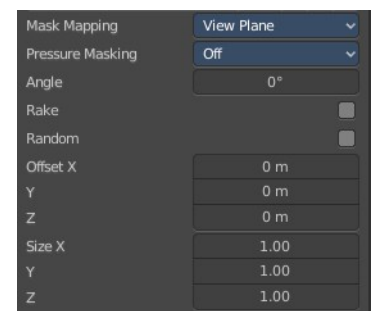 Mask Mapping View Plane
Pressure Masking Off
Angle 0°
Rake
Random
Offset X 0 m
Y 0 m
Z 0 m
Size X 1.00
Y 1.00
Z 1.00